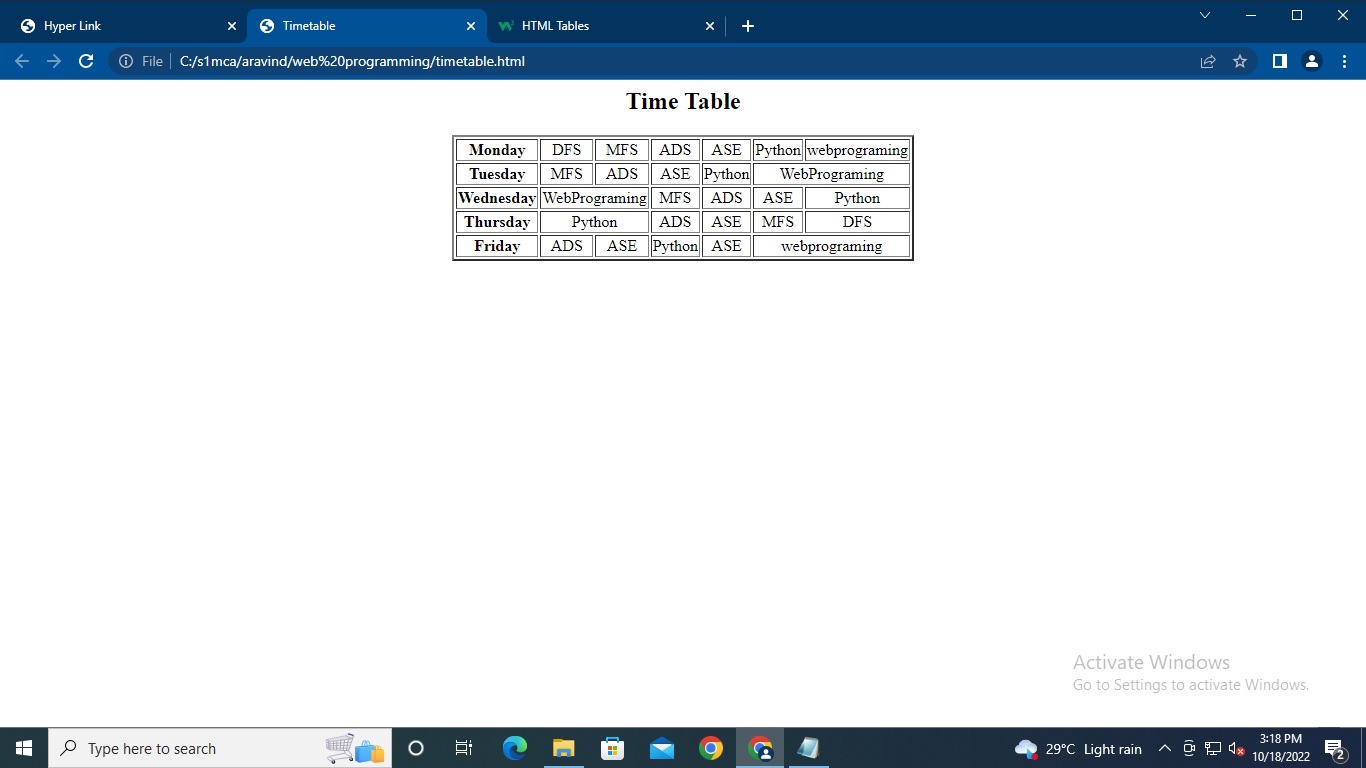 Hyper Link Timetable HTML Tables
File C:/s1mca/aravind/web%20programming/timetable.html
Time Table
Monday DFS MFS ADS ASE Python webprograming
Tuesday MFS ADS ASE Python WebPrograming
Wednesday WebPrograming MFS ADS ASE Python
Thursday Python ADS ASE MFS DFS
Friday ADS ASE Python ASE webprograming
Activate Windows
Go to Settings to activate Windows.
Type here to search 29°C Light rain 3:18 PM 2
10/18/2022